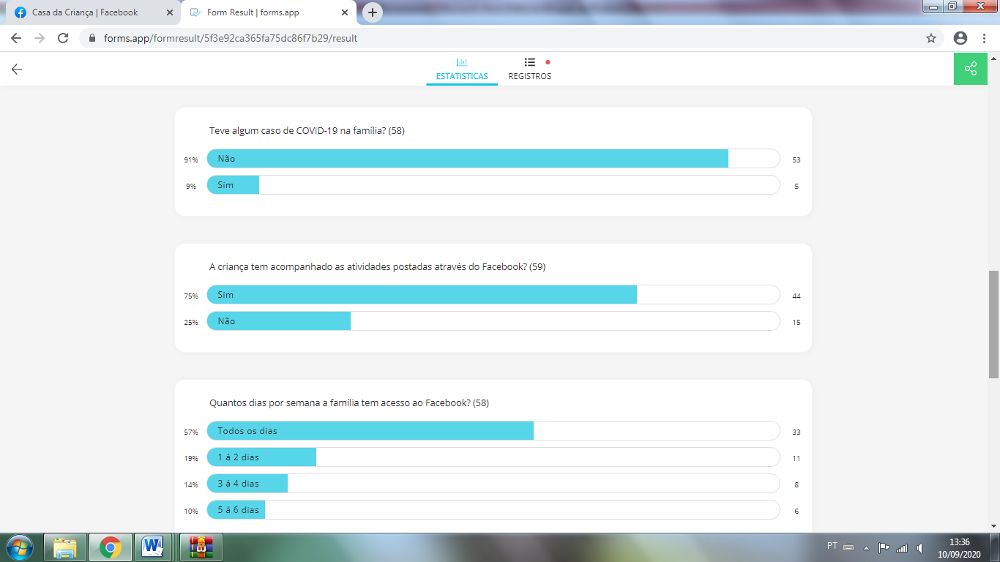 Casa da Criança | Facebook
Form Result | forms.app
forms.app/formresult/5f3e92ca365fa75dc86f7b29/result
ESTATISTICAS
REGISTROS
Teve algum caso de COVID-19 na família? (58)
91% Não 53
9% Sim 5
A criança tem acompanhado as atividades postadas através do Facebook? (59)
75% Sim 44
25% Não 15
Quantos dias por semana a família tem acesso ao Facebook? (58)
57% Todos os dias 33
19% 1 á 2 dias 11
14% 3 á 4 dias 8
10% 5 á 6 dias 6
PT
13:36
10/09/2020